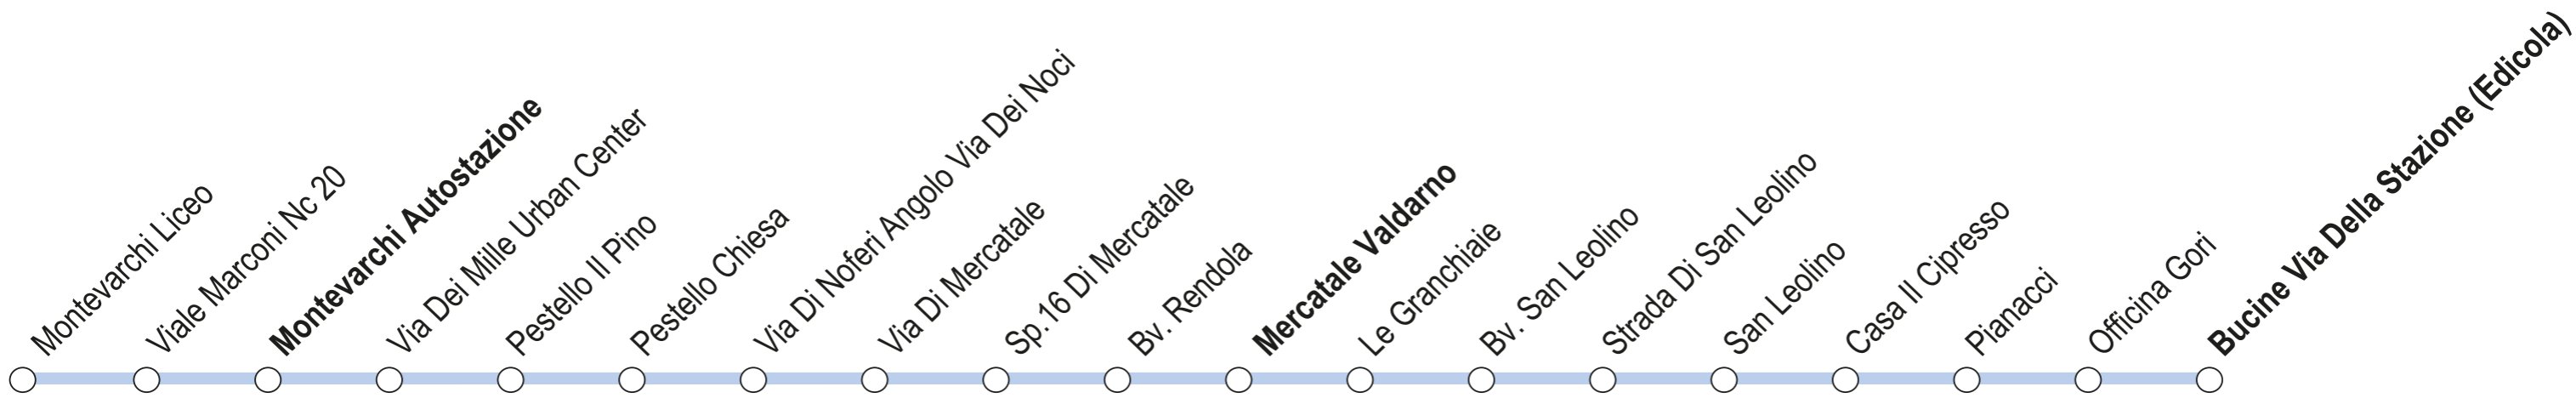 Montevarchi Liceo
Viale Marconi Nc 20
Montevarchi Autostazione
Via Dei Mille Urban Center
Pestello Il Pino
Pestello Chiesa
Via Di Noferi Angolo Via Dei Noci
Via Di Mercatale
Sp. 16 Di Mercatale
Bv. Rendola
Mercatale Valdarno
Le Granchiaie
Bv. San Leolino
Strada Di San Leolino
San Leolino
Casa Il Cipresso
Pianacci
Officina Gori
Bucine Via Della Stazione (Edicola)